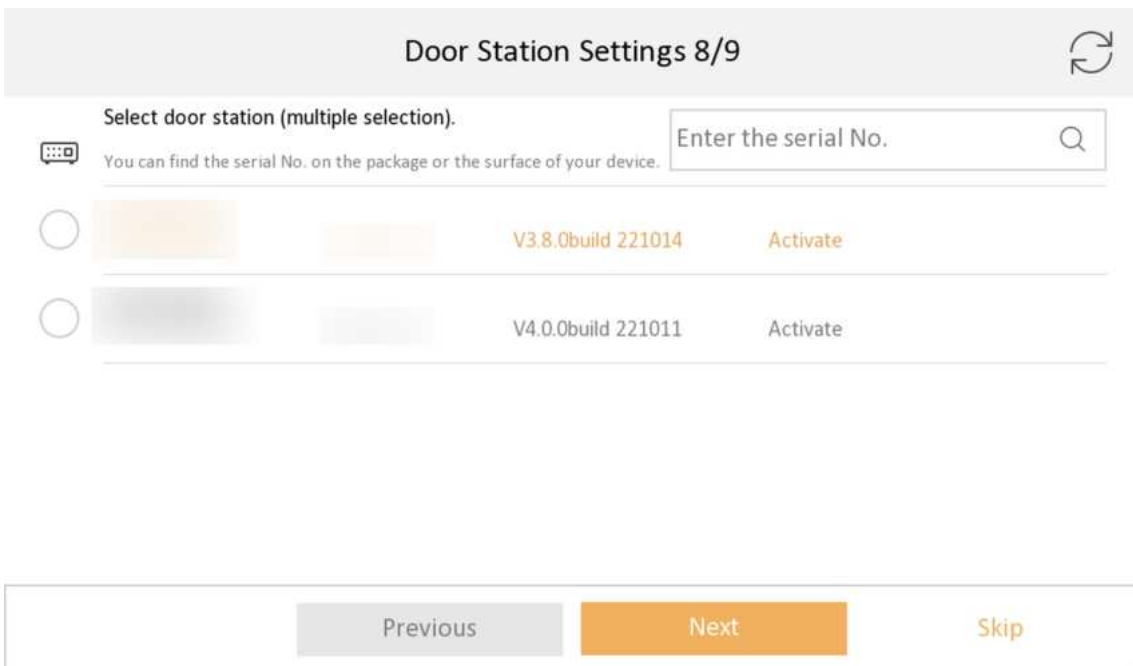 Door Station Settings 8/9
Select door station (multiple selection).
You can find the serial No. on the package or the surface of your device.
Enter the serial No.
V3.8.0build 221014 Activate
V4.0.0build 221011 Activate
Previous Next Skip